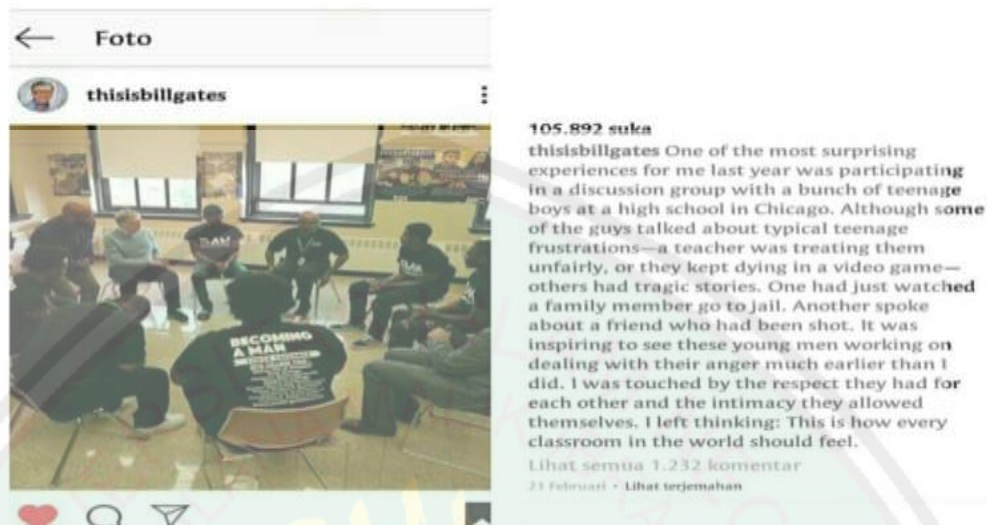 Foto
thisisbillgates
BECOMING
A MAN
105.892 suka
thisisbillgates One of the most surprising
experiences for me last year was participating
in a discussion group with a bunch of teenage
boys at a high school in Chicago. Although some
of the guys talked about typical teenage
frustrations—a teacher was treating them
unfairly, or they kept dying in a video game—
others had tragic stories. One had just watched
a family member go to jail. Another spoke
about a friend who had been shot. It was
inspiring to see these young men working on
dealing with their anger much earlier than I
did. I was touched by the respect they had for
each other and the intimacy they allowed
themselves. I left thinking: This is how every
classroom in the world should feel.
Lihat semua 1.232 komentar
23 Februari • Lihat terjemahan